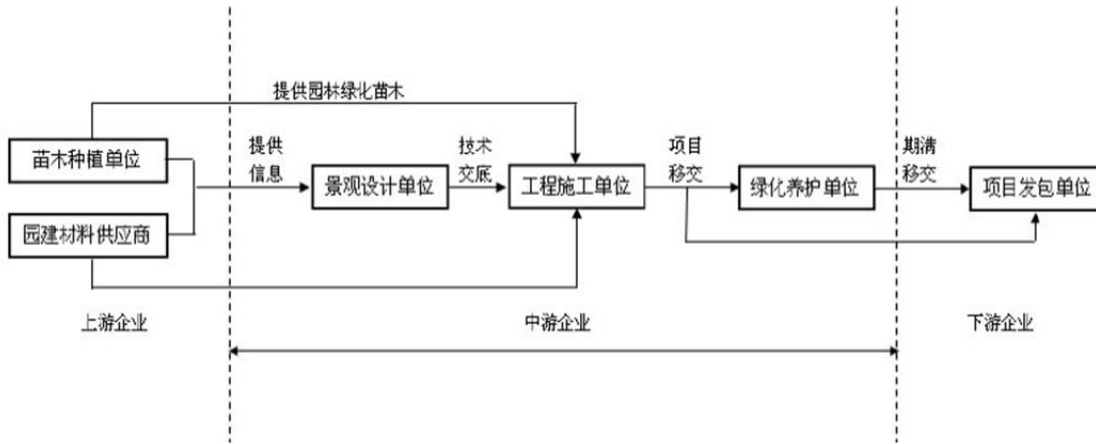 提供园林绿化苗木
苗木种植单位
园建材料供应商
提供
信息
景观设计单位
技术
交底
工程施工单位
项目
移交
绿化养护单位
期满
移交
项目发包单位
上游企业
中游企业
下游企业